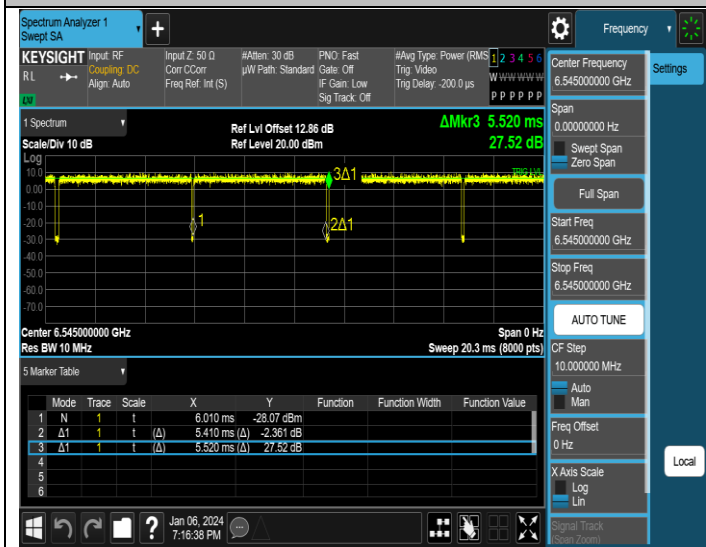 Spectrum Analyzer 1
Swept SA
+
Frequency
KEYSIGHT
RL
LXI
Input: RF
Coupling: DC
Align: Auto
Input Z: 50 Ω
Corr CCorr
Freq Ref: Int (S)
#Atten: 30 dB
µW Path: Standard
PNO: Fast
Gate: Off
IF Gain: Low
Sig Track: Off
#Avg Type: Power (RMS
Trig: Video
Trig Delay: -200.0 µs
1 2 3 4 5 6
W W W W W W
P P P P P P
1 Spectrum
Scale/Div 10 dB
Log
Ref Lvl Offset 12.86 dB
Ref Level 20.00 dBm
ΔMkr3 5.520 ms
27.52 dB
10.0
0.00
-10.0
-20.0
-30.0
-40.0
-50.0
-60.0
-70.0
3Δ1
TRIG LVL
1
2Δ1
Center 6.545000000 GHz
Res BW 10 MHz
Span 0 Hz
Sweep 20.3 ms (8000 pts)
5 Marker Table
Mode Trace Scale X Y Function Function Width Function Value
1 N 1 t 6.010 ms -28.07 dBm
2 Δ1 1 t (Δ) 5.410 ms (Δ) -2.361 dB
3 Δ1 1 t (Δ) 5.520 ms (Δ) 27.52 dB
4
5
6
Jan 06, 2024
7:16:38 PM
Center Frequency
6.545000000 GHz
Span
0.00000000 Hz
Swept Span
Zero Span
Full Span
Start Freq
6.545000000 GHz
Stop Freq
6.545000000 GHz
AUTO TUNE
CF Step
10.000000 MHz
Auto
Man
Freq Offset
0 Hz
X Axis Scale
Log
Lin
Signal Track
(Span Zoom)
Settings
Local